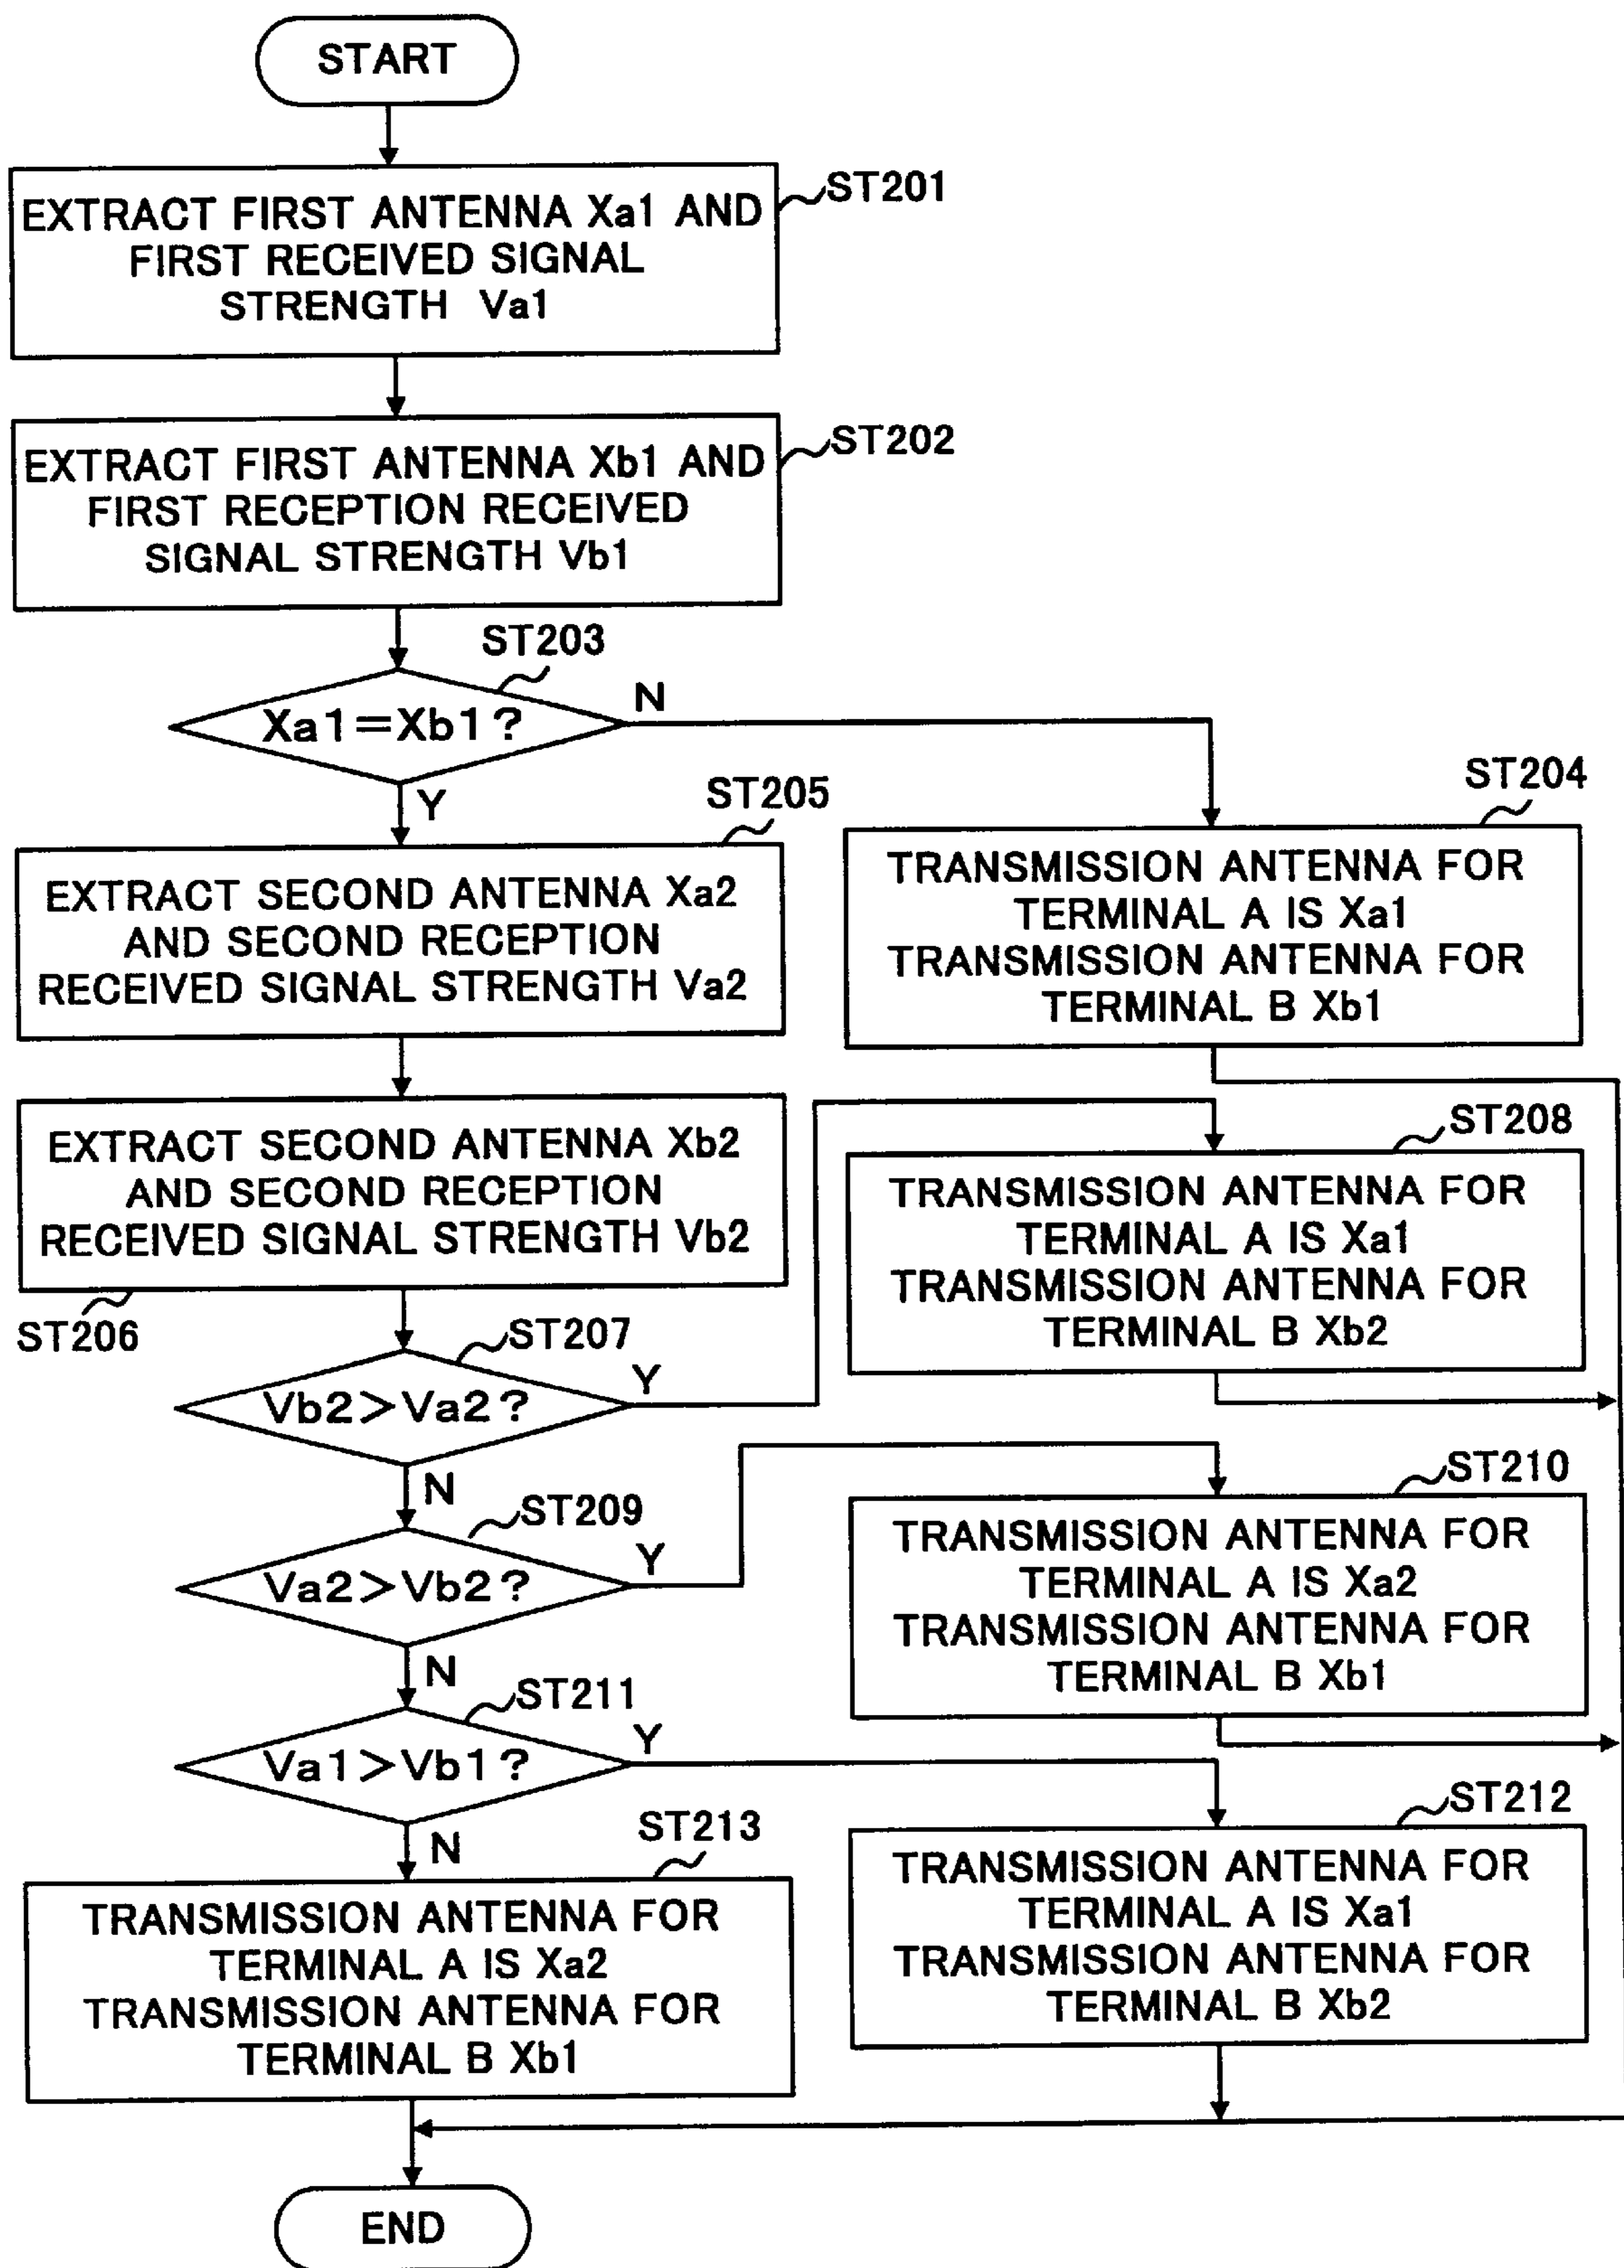 START
EXTRACT FIRST ANTENNA Xa1 AND
FIRST RECEIVED SIGNAL
STRENGTH Va1
ST201
EXTRACT FIRST ANTENNA Xb1 AND
FIRST RECEPTION RECEIVED
SIGNAL STRENGTH Vb1
ST202
ST203
Xa1=Xb1?
N
Y
ST204
TRANSMISSION ANTENNA FOR
TERMINAL A IS Xa1
TRANSMISSION ANTENNA FOR
TERMINAL B Xb1
ST205
EXTRACT SECOND ANTENNA Xa2
AND SECOND RECEPTION
RECEIVED SIGNAL STRENGTH Va2
EXTRACT SECOND ANTENNA Xb2
AND SECOND RECEPTION
RECEIVED SIGNAL STRENGTH Vb2
ST206
ST207
Vb2>Va2?
Y
N
ST208
TRANSMISSION ANTENNA FOR
TERMINAL A IS Xa1
TRANSMISSION ANTENNA FOR
TERMINAL B Xb2
ST209
Va2>Vb2?
Y
N
ST210
TRANSMISSION ANTENNA FOR
TERMINAL A IS Xa2
TRANSMISSION ANTENNA FOR
TERMINAL B Xb1
ST211
Va1>Vb1?
Y
N
ST212
TRANSMISSION ANTENNA FOR
TERMINAL A IS Xa1
TRANSMISSION ANTENNA FOR
TERMINAL B Xb2
ST213
TRANSMISSION ANTENNA FOR
TERMINAL A IS Xa2
TRANSMISSION ANTENNA FOR
TERMINAL B Xb1
END